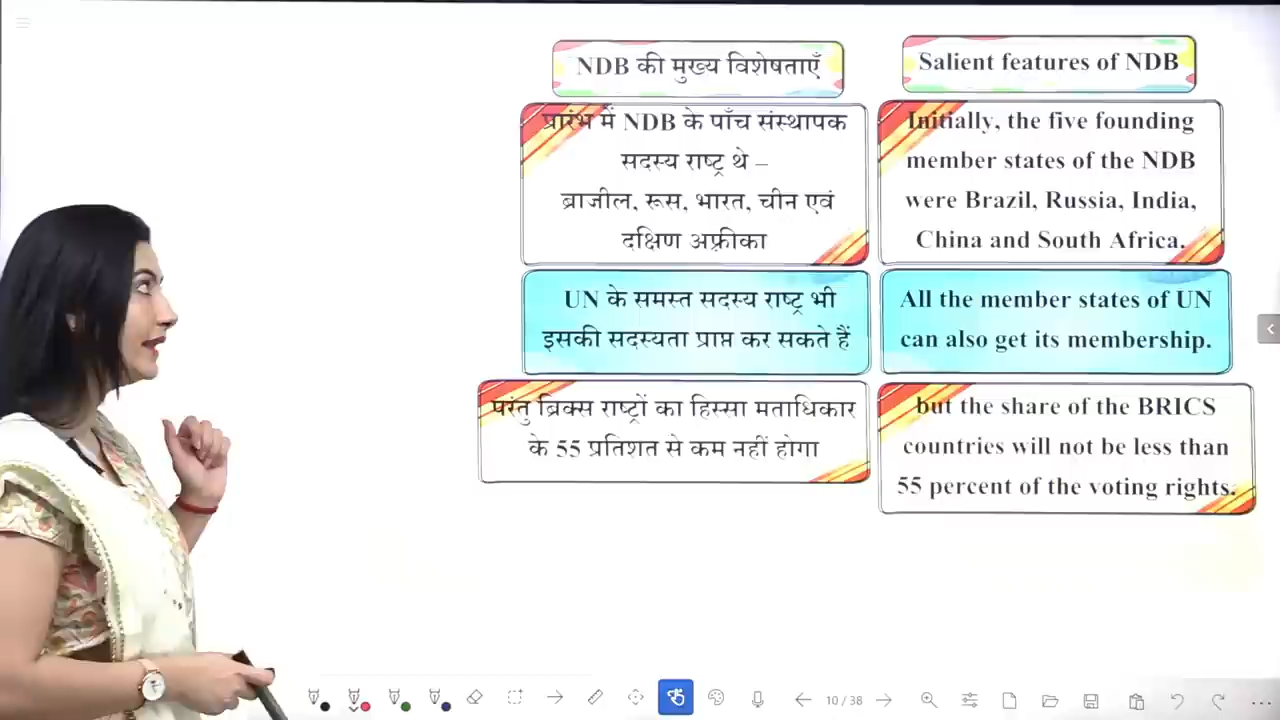 NDB की मुख्य विशेषताएँ
Salient features of NDB
प्रारंभ में NDB के पाँच संस्थापक
सदस्य राष्ट्र थे –
ब्राजील, रूस, भारत, चीन एवं
दक्षिण अफ़्रीका
Initially, the five founding
member states of the NDB
were Brazil, Russia, India,
China and South Africa.
UN के समस्त सदस्य राष्ट्र भी
इसकी सदस्यता प्राप्त कर सकते हैं
All the member states of UN
can also get its membership.
परंतु ब्रिक्स राष्ट्रों का हिस्सा मताधिकार
के 55 प्रतिशत से कम नहीं होगा
but the share of the BRICS
countries will not be less than
55 percent of the voting rights.
10 / 38